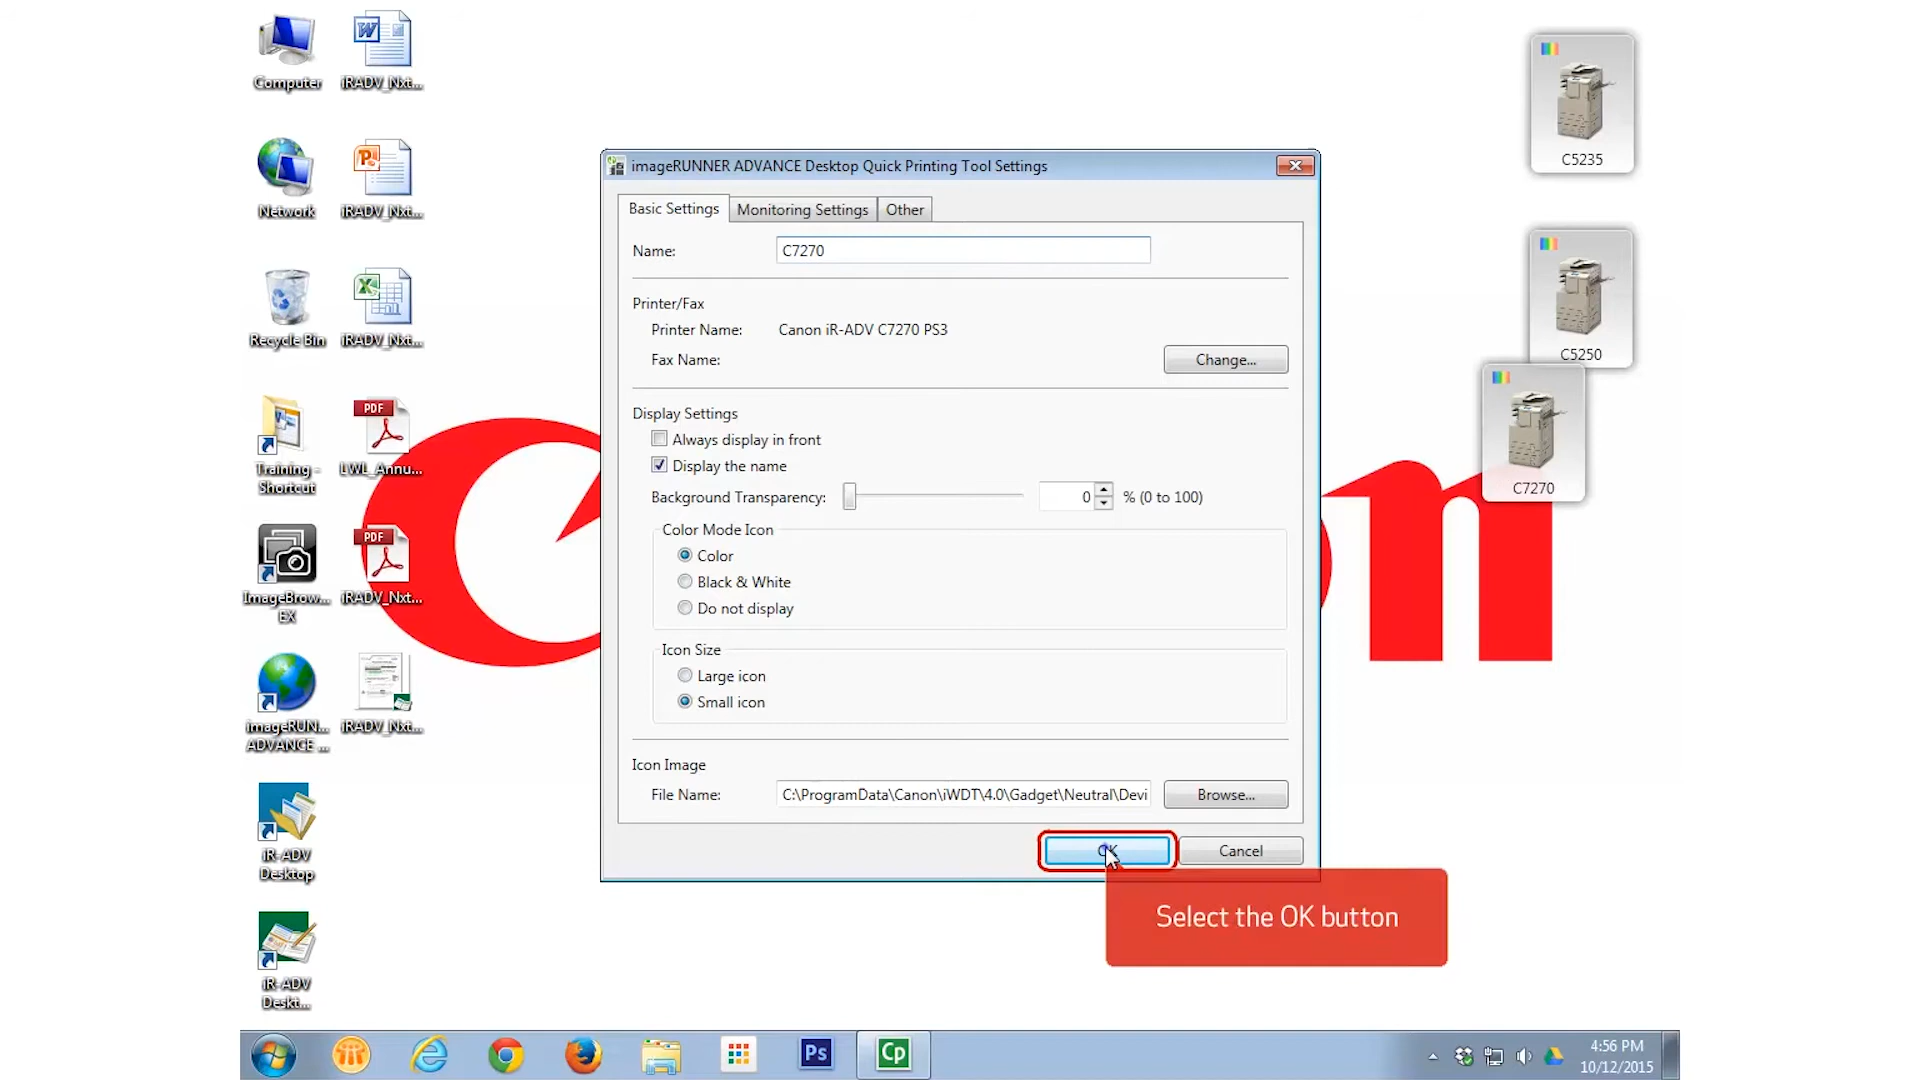 Computer
iRADV_Nxt...
Network
iRADV_Nxt...
Recycle Bin
iRADV_Nxt...
Training -
Shortcut
PDF
LWL_Annu...
ImageBrow...
EX
PDF
iRADV_Nxt...
imageRUN...
ADVANCE ...
iRADV_Nxt...
iR-ADV
Desktop
iR-ADV
Deskt...
imageRUNNER ADVANCE Desktop Quick Printing Tool Settings
Basic Settings
Monitoring Settings
Other
Name:
C7270
Printer/Fax
Printer Name:
Canon iR-ADV C7270 PS3
Fax Name:
Change...
Display Settings
Always display in front
Display the name
Background Transparency:
0
% (0 to 100)
Color Mode Icon
Color
Black & White
Do not display
Icon Size
Large icon
Small icon
Icon Image
File Name:
C:\ProgramData\Canon\iWDT\4.0\Gadget\Neutral\Devi
Browse...
OK
Cancel
Select the OK button
C5235
C5250
C7270
Ps
Cp
4:56 PM
10/12/2015